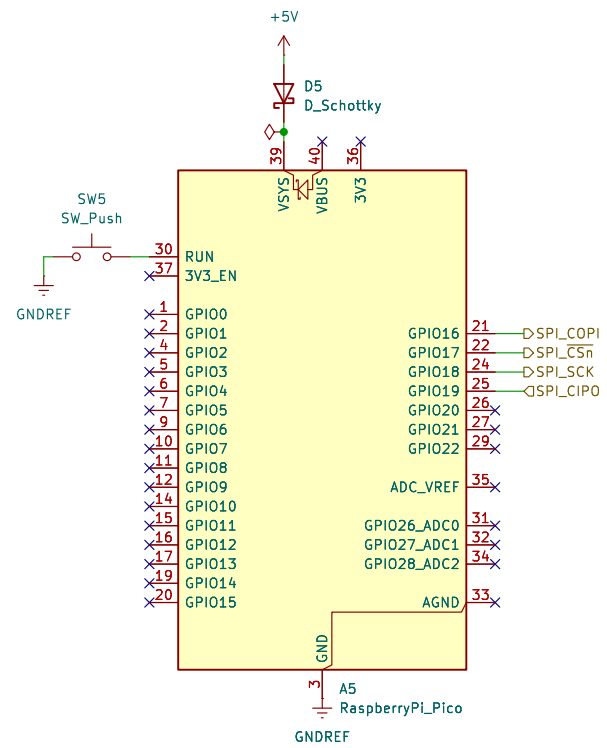 +5V
D5
D_Schottky
39
40
36
VSYS
VBUS
3V3
SW5
SW_Push
GNDREF
30 RUN
37 3V3_EN
1 GPIO0
2 GPIO1
4 GPIO2
5 GPIO3
6 GPIO4
7 GPIO5
9 GPIO6
10 GPIO7
11 GPIO8
12 GPIO9
14 GPIO10
15 GPIO11
16 GPIO12
17 GPIO13
19 GPIO14
20 GPIO15
GPIO16 21 SPI_COPI
GPIO17 22 SPI_CSn
GPIO18 24 SPI_SCK
GPIO19 25 SPI_CIPO
GPIO20 26
GPIO21 27
GPIO22 29
ADC_VREF 35
GPIO26_ADC0 31
GPIO27_ADC1 32
GPIO28_ADC2 34
AGND 33
GND
3
A5
RaspberryPi_Pico
GNDREF